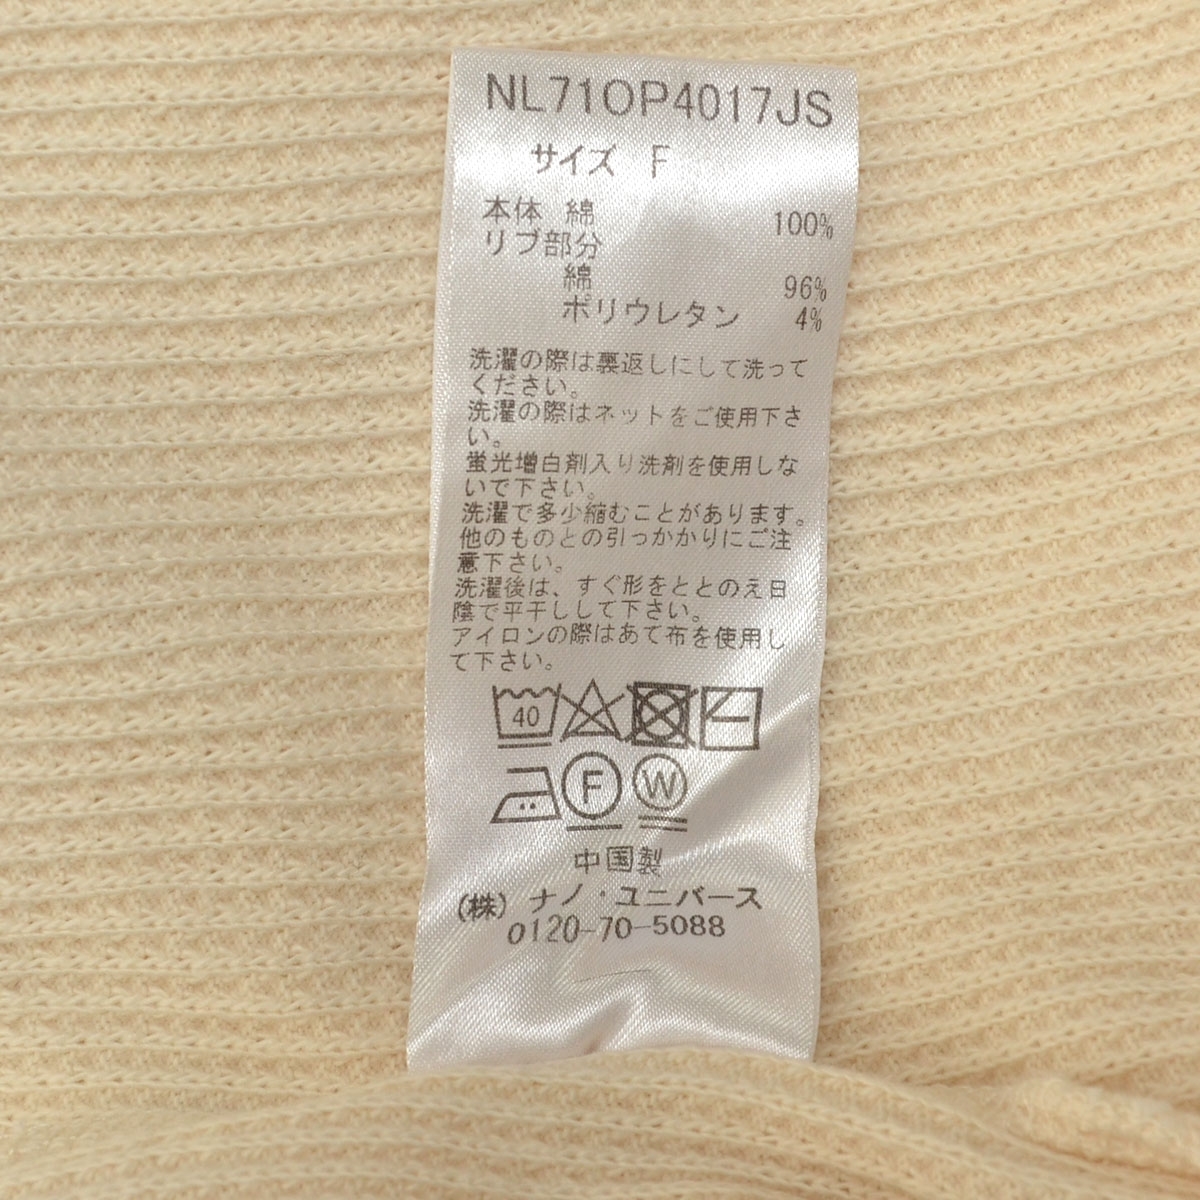 NL71OP4017JS
サイズ F
本体 綿 100%
リブ部分
綿 96%
ポリウレタン 4%
洗濯の際は裏返しにして洗って
ください。
洗濯の際はネットをご使用下さ
い。
蛍光増白剤入り洗剤を使用しな
いで下さい。
洗濯で多少縮むことがあります。
他のものとの引っかかりにご注
意下さい。
洗濯後は、すぐ形をととのえ日
陰で平干しして下さい。
アイロンの際はあて布を使用し
て下さい。
40
F W
中国製
(株) ナノ・ユニバース
0120-70-5088